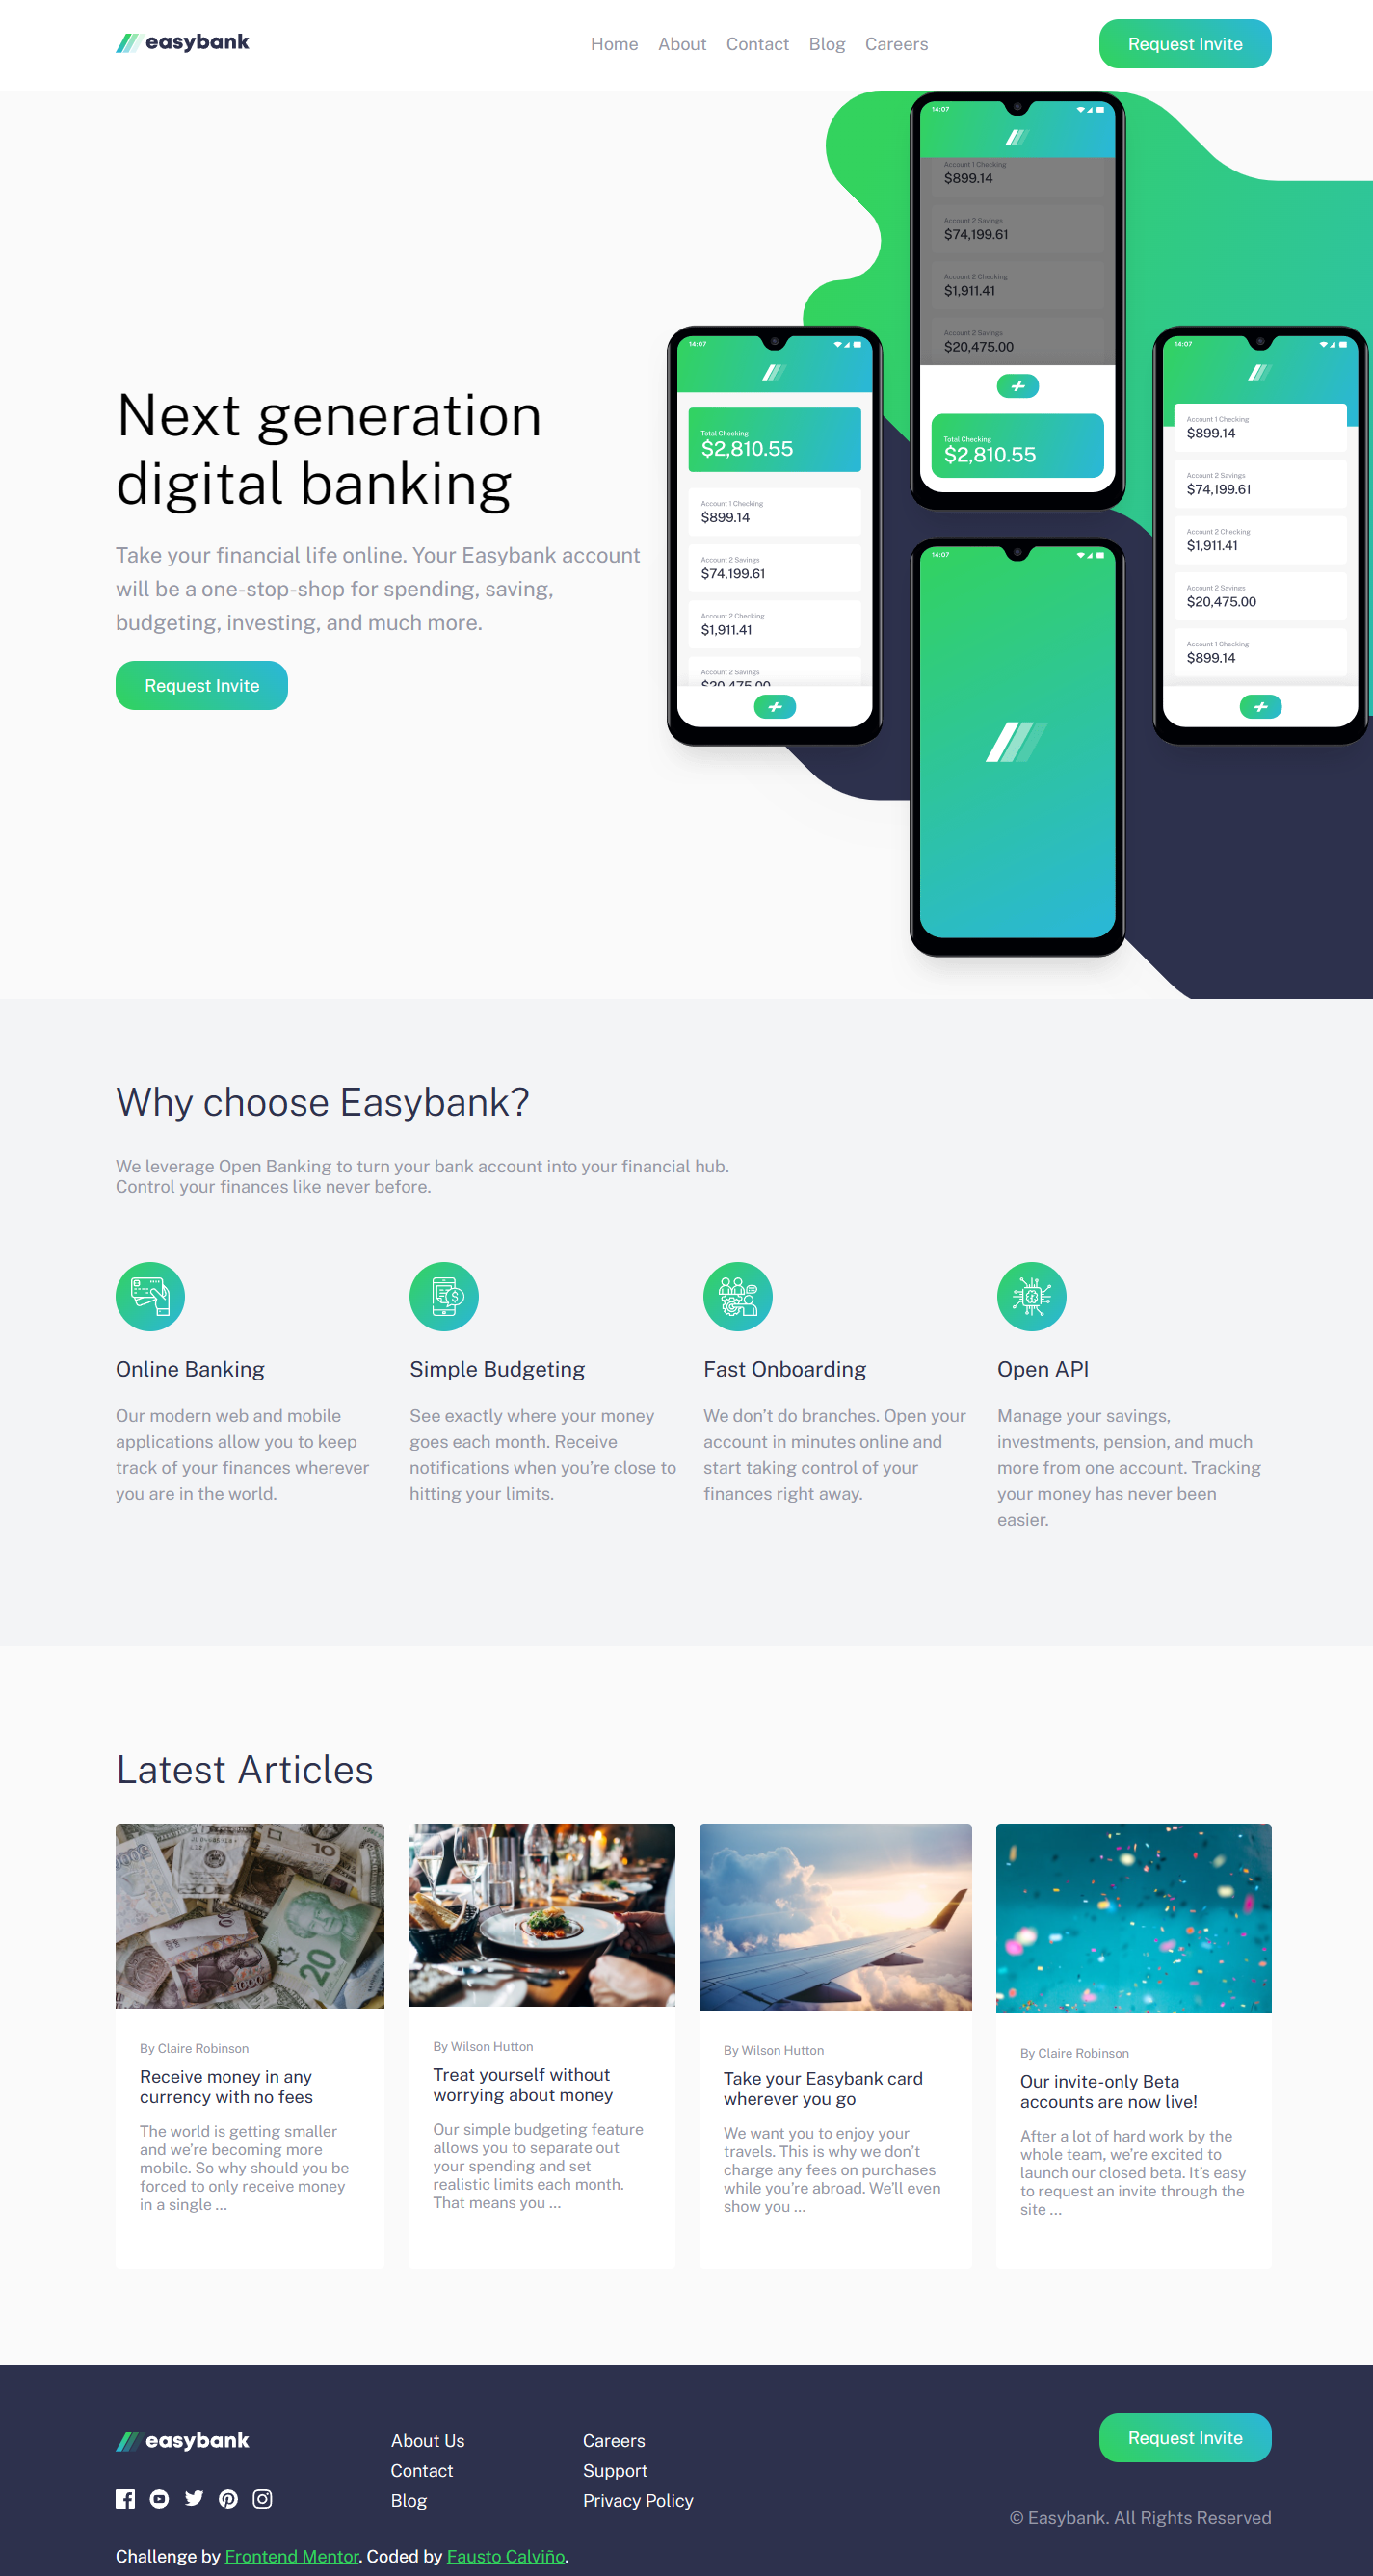 easybank
Home About Contact Blog Careers
Request Invite
Next generation
digital banking
Take your financial life online. Your Easybank account
will be a one-stop-shop for spending, saving,
budgeting, investing, and much more.
Request Invite
14:07
Account 1 Checking
$899.14
Account 2 Savings
$74,199.61
Account 2 Checking
$1,911.41
Account 2 Savings
$20,475.00
Total Checking
$2,810.55
14:07
Total Checking
$2,810.55
Account 1 Checking
$899.14
Account 2 Savings
$74,199.61
Account 2 Checking
$1,911.41
Account 2 Savings
$20,475.00
14:07
Account 1 Checking
$899.14
Account 2 Savings
$74,199.61
Account 2 Checking
$1,911.41
Account 2 Savings
$20,475.00
Account 1 Checking
$899.14
14:07
Why choose Easybank?
We leverage Open Banking to turn your bank account into your financial hub.
Control your finances like never before.
Online Banking
Our modern web and mobile
applications allow you to keep
track of your finances wherever
you are in the world.
Simple Budgeting
See exactly where your money
goes each month. Receive
notifications when you’re close to
hitting your limits.
Fast Onboarding
We don’t do branches. Open your
account in minutes online and
start taking control of your
finances right away.
Open API
Manage your savings,
investments, pension, and much
more from one account. Tracking
your money has never been
easier.
Latest Articles
10
20
1000
By Claire Robinson
Receive money in any
currency with no fees
The world is getting smaller
and we’re becoming more
mobile. So why should you be
forced to only receive money
in a single …
By Wilson Hutton
Treat yourself without
worrying about money
Our simple budgeting feature
allows you to separate out
your spending and set
realistic limits each month.
That means you …
By Wilson Hutton
Take your Easybank card
wherever you go
We want you to enjoy your
travels. This is why we don’t
charge any fees on purchases
while you’re abroad. We’ll even
show you …
By Claire Robinson
Our invite-only Beta
accounts are now live!
After a lot of hard work by the
whole team, we’re excited to
launch our closed beta. It’s easy
to request an invite through the
site …
easybank
About Us
Contact
Blog
Careers
Support
Privacy Policy
Request Invite
© Easybank. All Rights Reserved
Challenge by Frontend Mentor. Coded by Fausto Calviño.